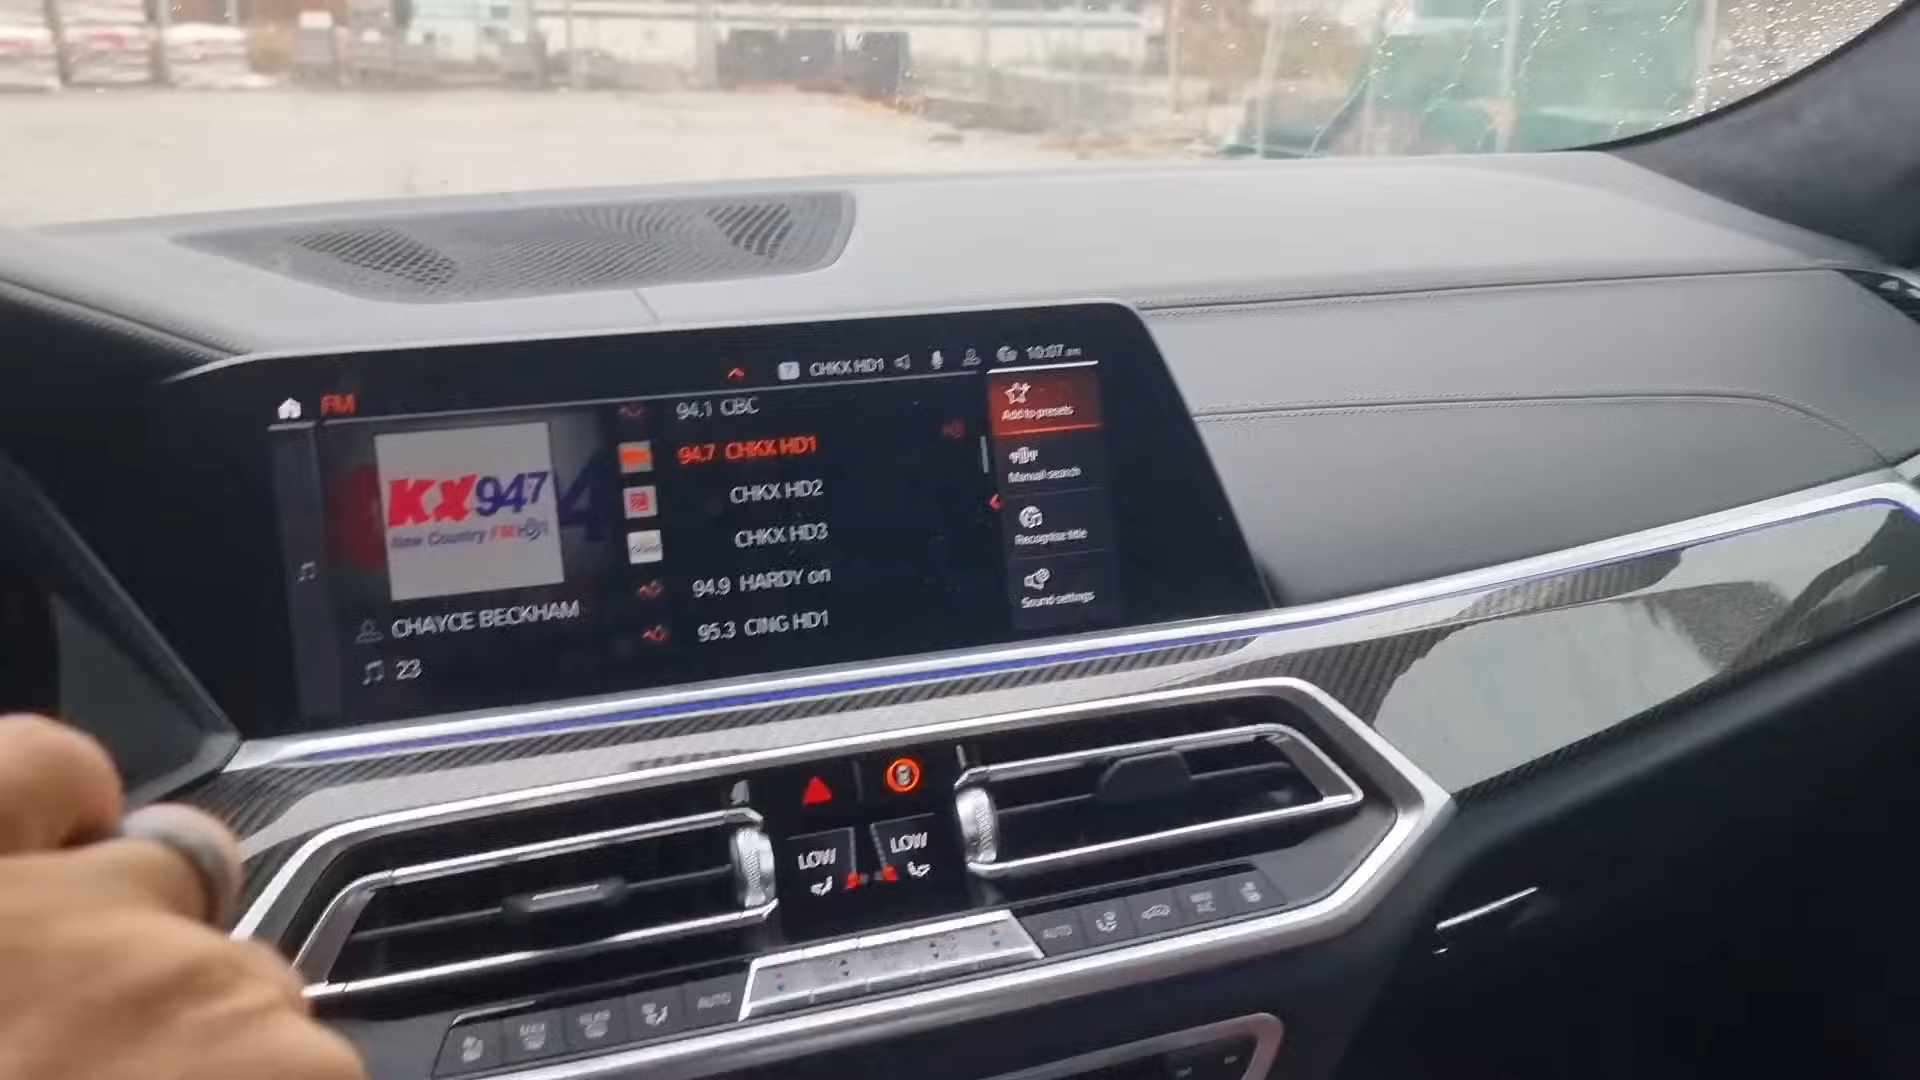 CHKX HD1
10:07
FM
94.1 CBC
94.7 CHKX HD1
CHKX HD2
CHKX HD3
94.9 HARDY on
95.3 CING HD1
KX947
New Country FM HD1
CHAYCE BECKHAM
23
Add to presets
Manual search
Recognise title
Sound settings
LOW
LOW
AUTO
AUTO